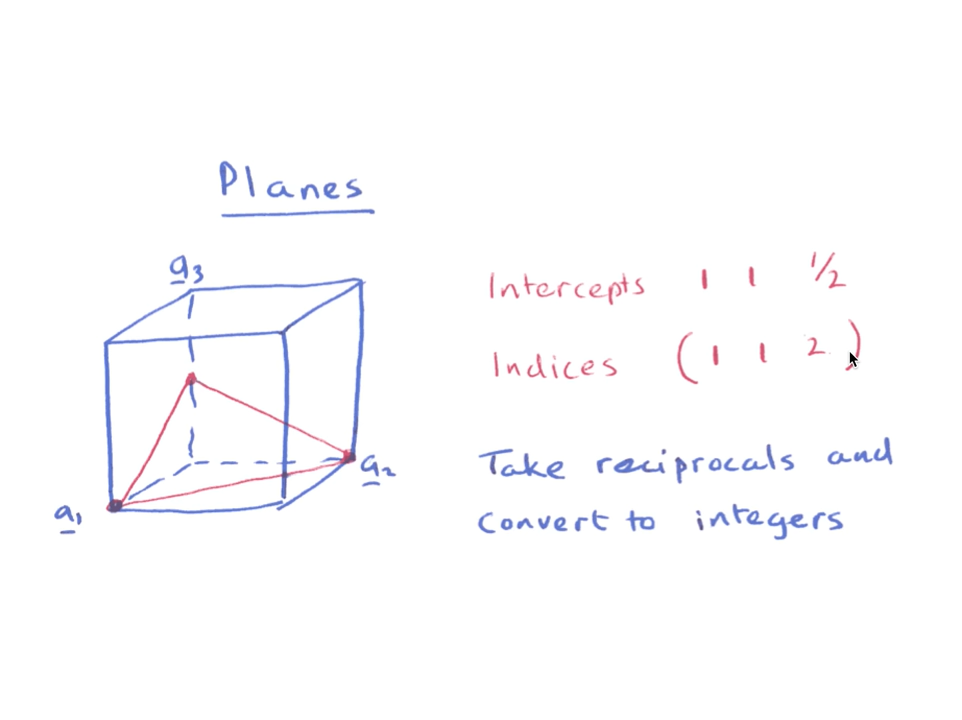 Planes
a3
Intercepts 1 1 1/2
Indices (1 1 2)
Take reciprocals and
a2
convert to integers
a1